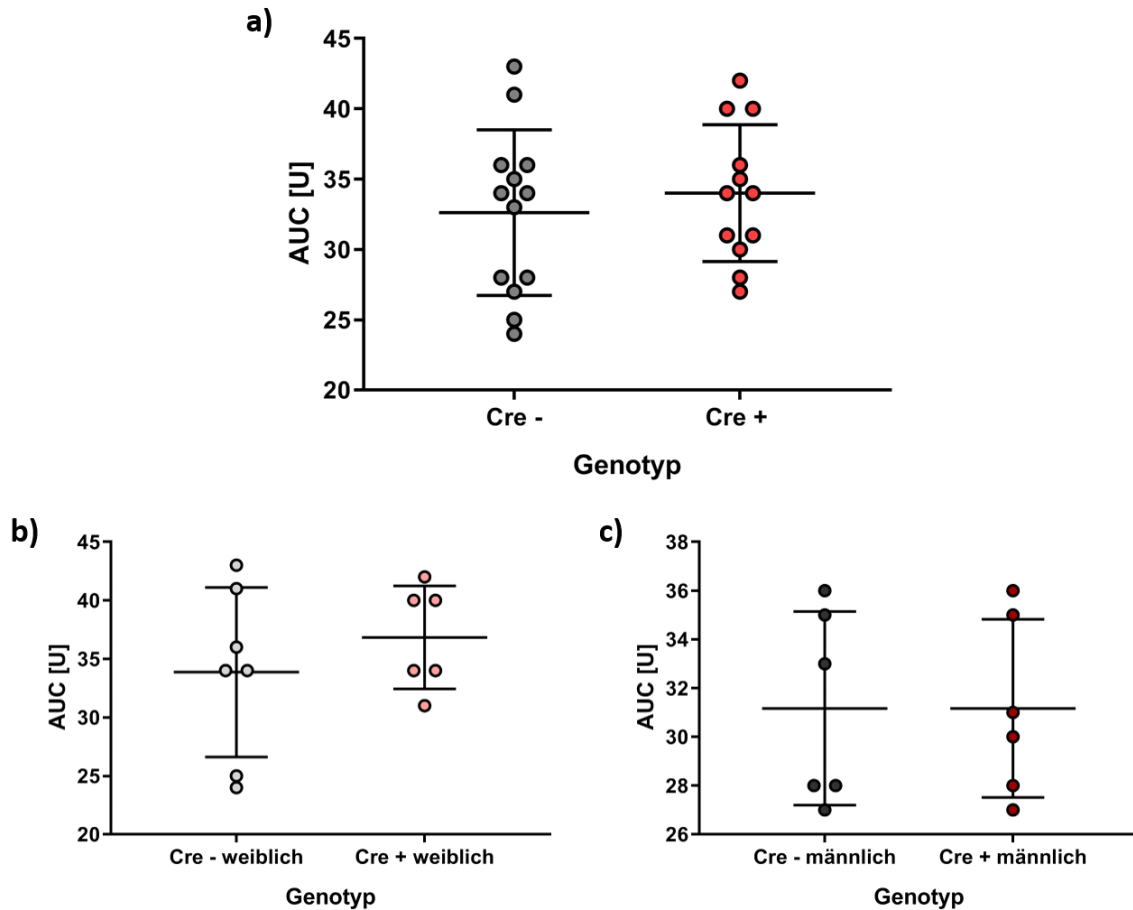 a)
45
40
35
30
25
20
AUC [U]
Cre -
Cre +
Genotyp
b)
45
40
35
30
25
20
AUC [U]
Cre - weiblich
Cre + weiblich
Genotyp
c)
38
36
34
32
30
28
26
AUC [U]
Cre - männlich
Cre + männlich
Genotyp